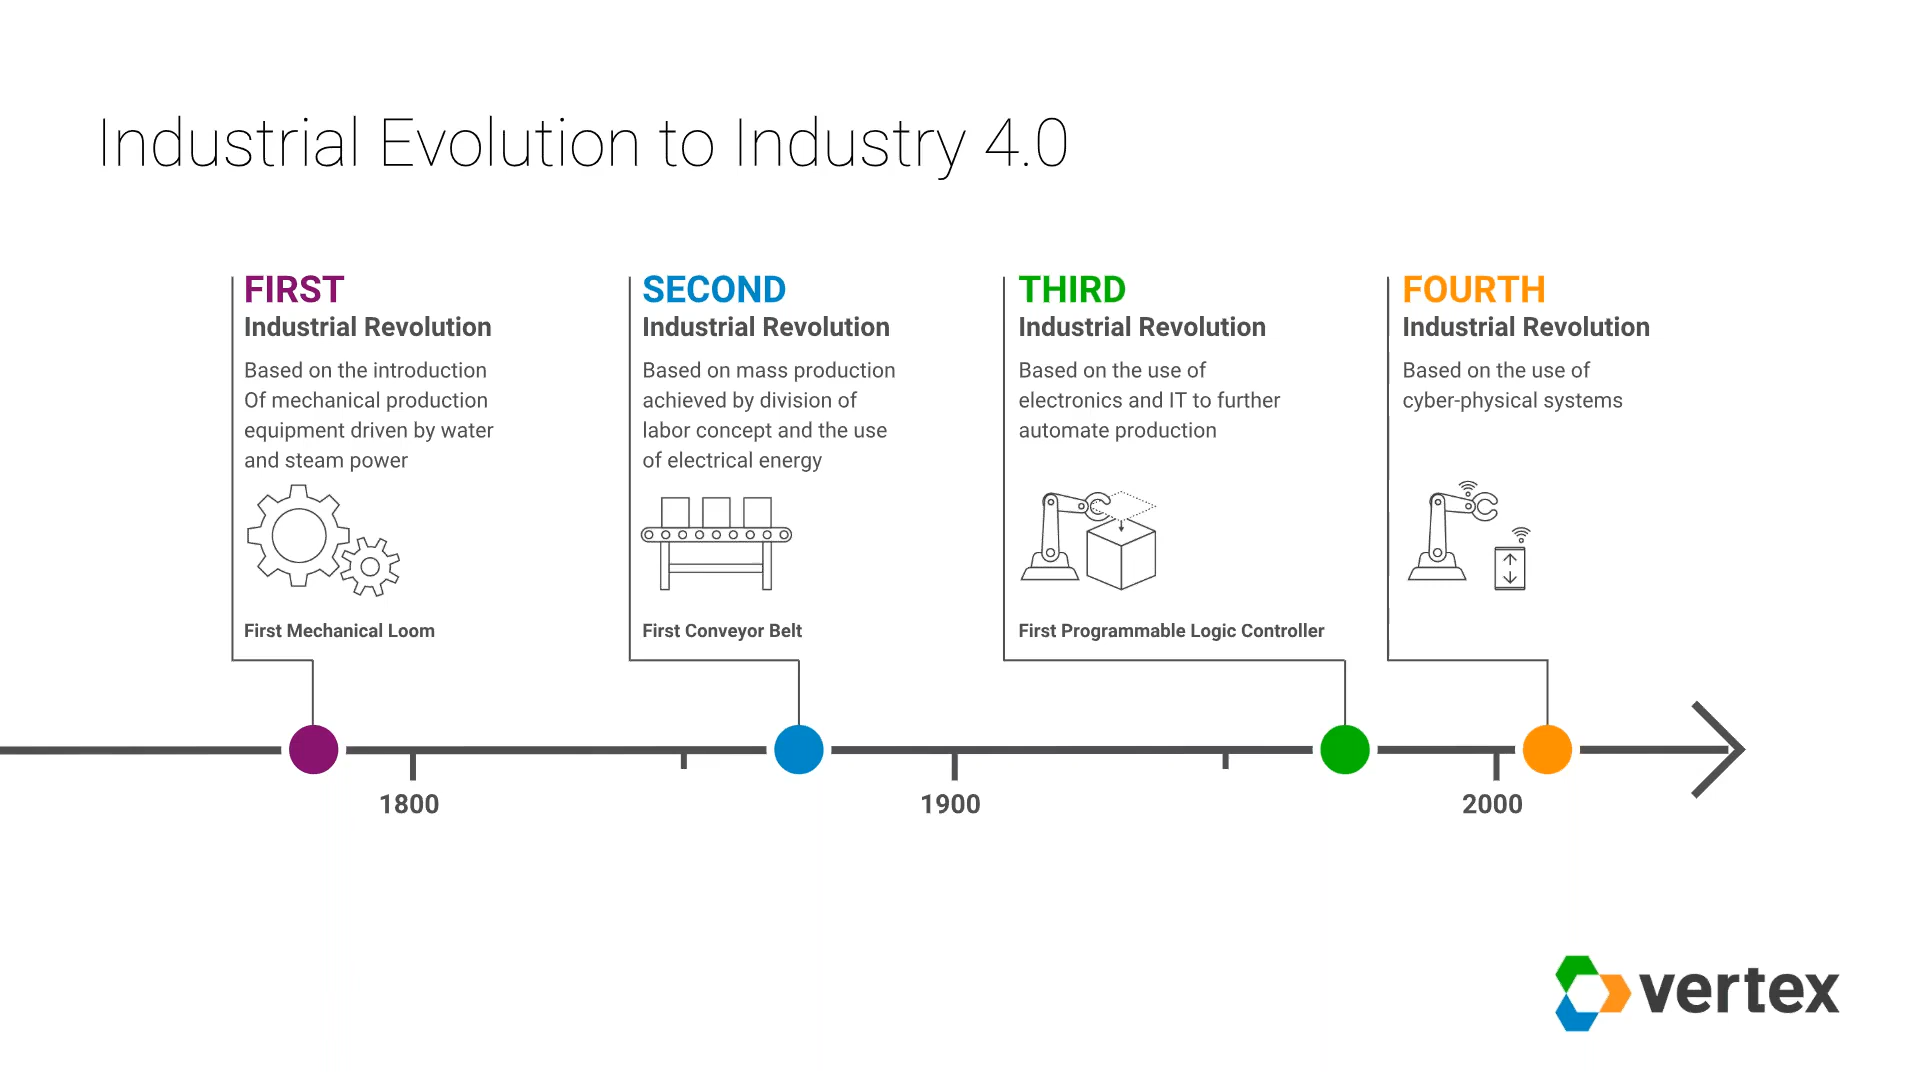 Industrial Evolution to Industry 4.0
FIRST
Industrial Revolution
Based on the introduction
Of mechanical production
equipment driven by water
and steam power
First Mechanical Loom
SECOND
Industrial Revolution
Based on mass production
achieved by division of
labor concept and the use
of electrical energy
First Conveyor Belt
THIRD
Industrial Revolution
Based on the use of
electronics and IT to further
automate production
First Programmable Logic Controller
FOURTH
Industrial Revolution
Based on the use of
cyber-physical systems
1800
1900
2000
vertex